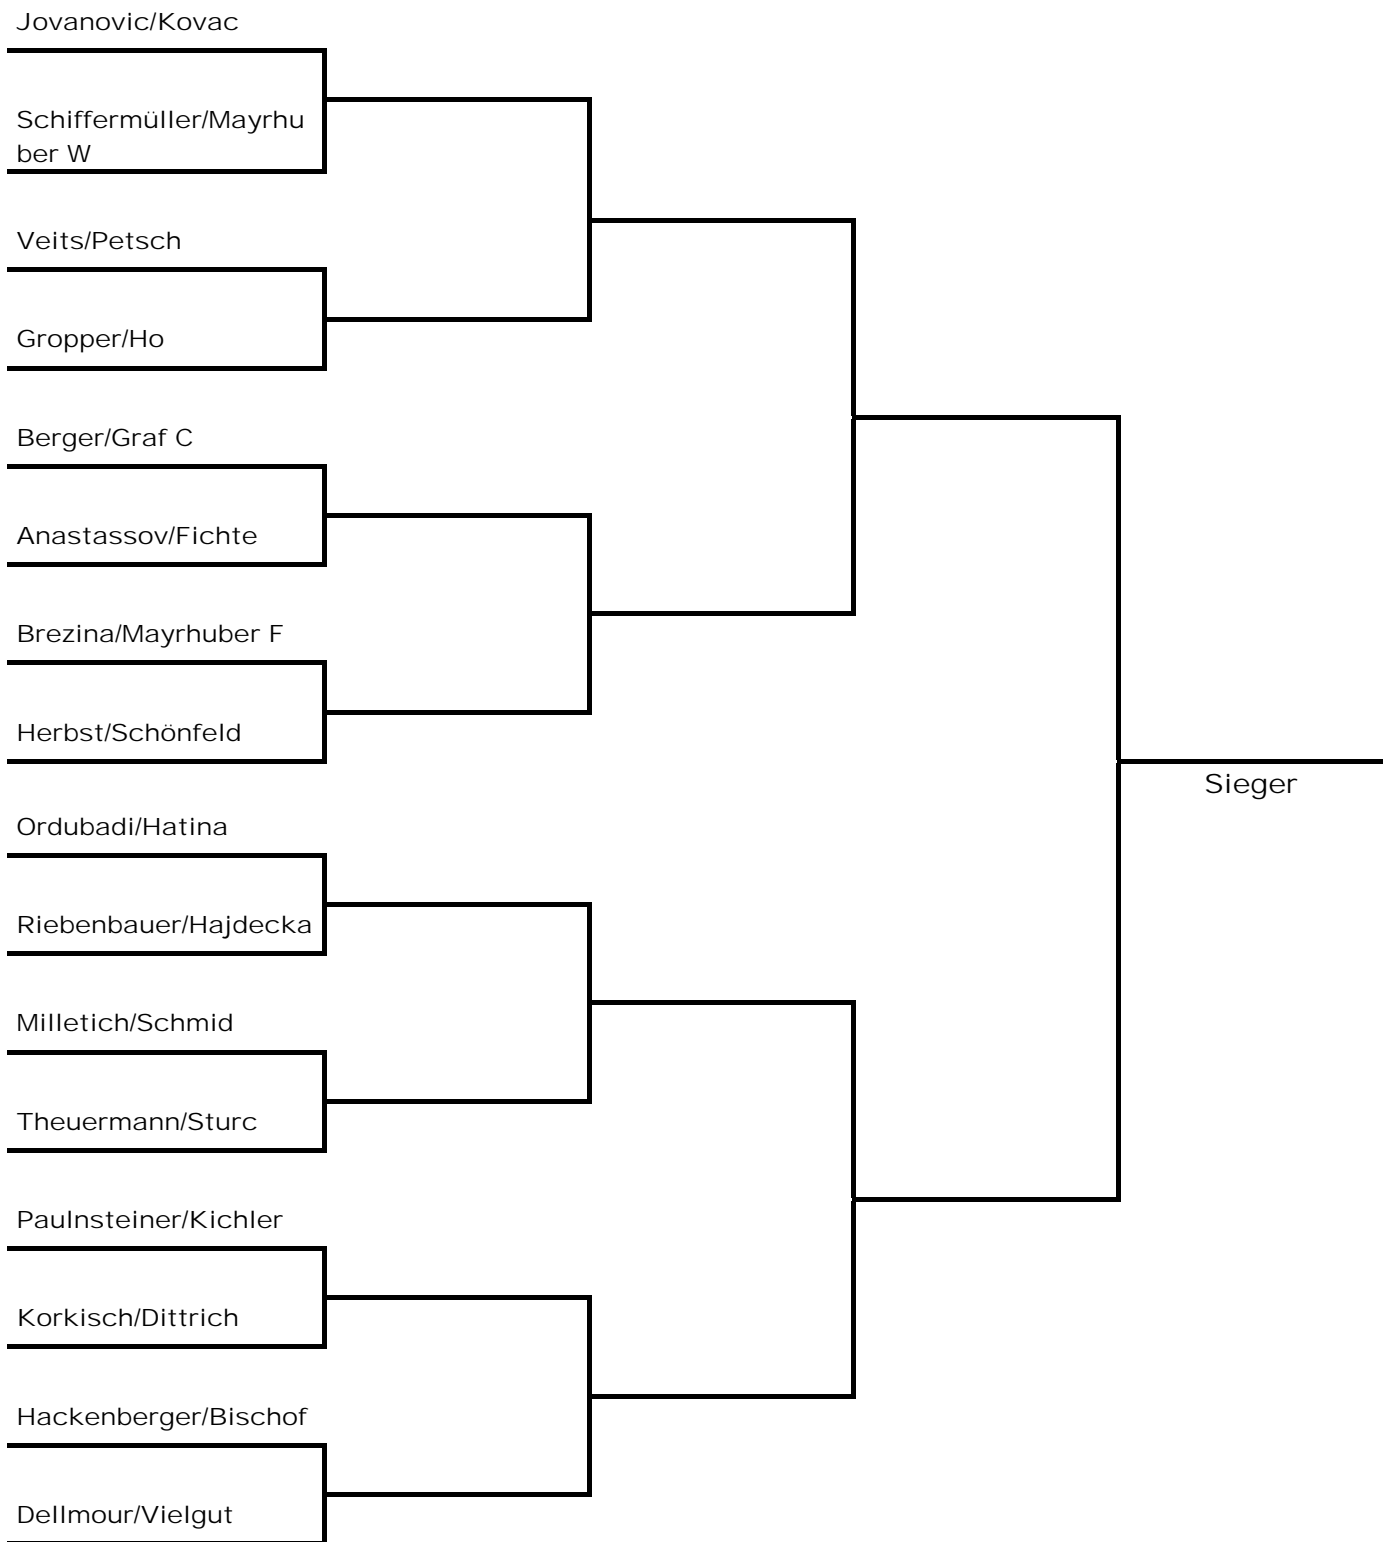 Jovanovic/Kovac
Schiffermüller/Mayrhu
ber W
Veits/Petsch
Gropper/Ho
Berger/Graf C
Anastassov/Fichte
Brezina/Mayrhuber F
Herbst/Schönfeld
Sieger
Ordubadi/Hatina
Riebenbauer/Hajdecka
Milletich/Schmid
Theuermann/Sturc
Paulnsteiner/Kichler
Korkisch/Dittrich
Hackenberger/Bischof
Dellmour/Vielgut